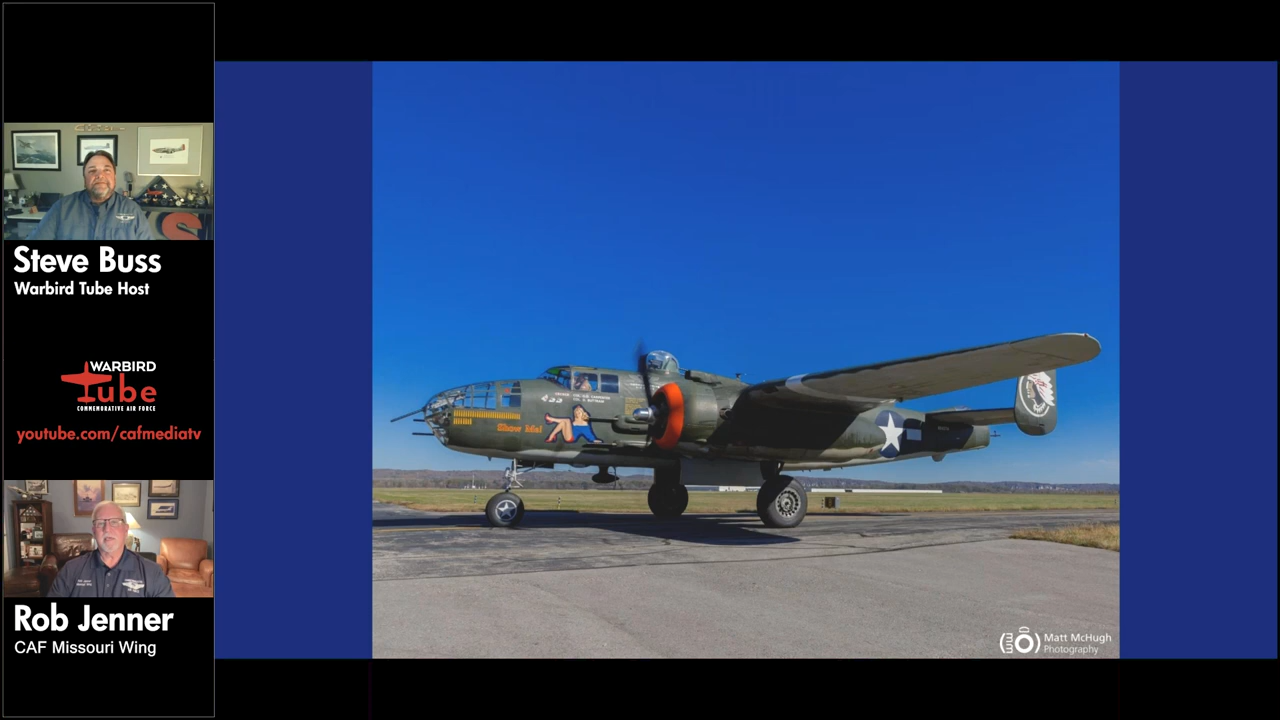 Steve Buss
Warbird Tube Host
WARBIRD
Tube
COMMEMORATIVE AIR FORCE
youtube.com/cafmediatv
Rob Jenner
CAF Missouri Wing
Show Me!
Matt McHugh
Photography